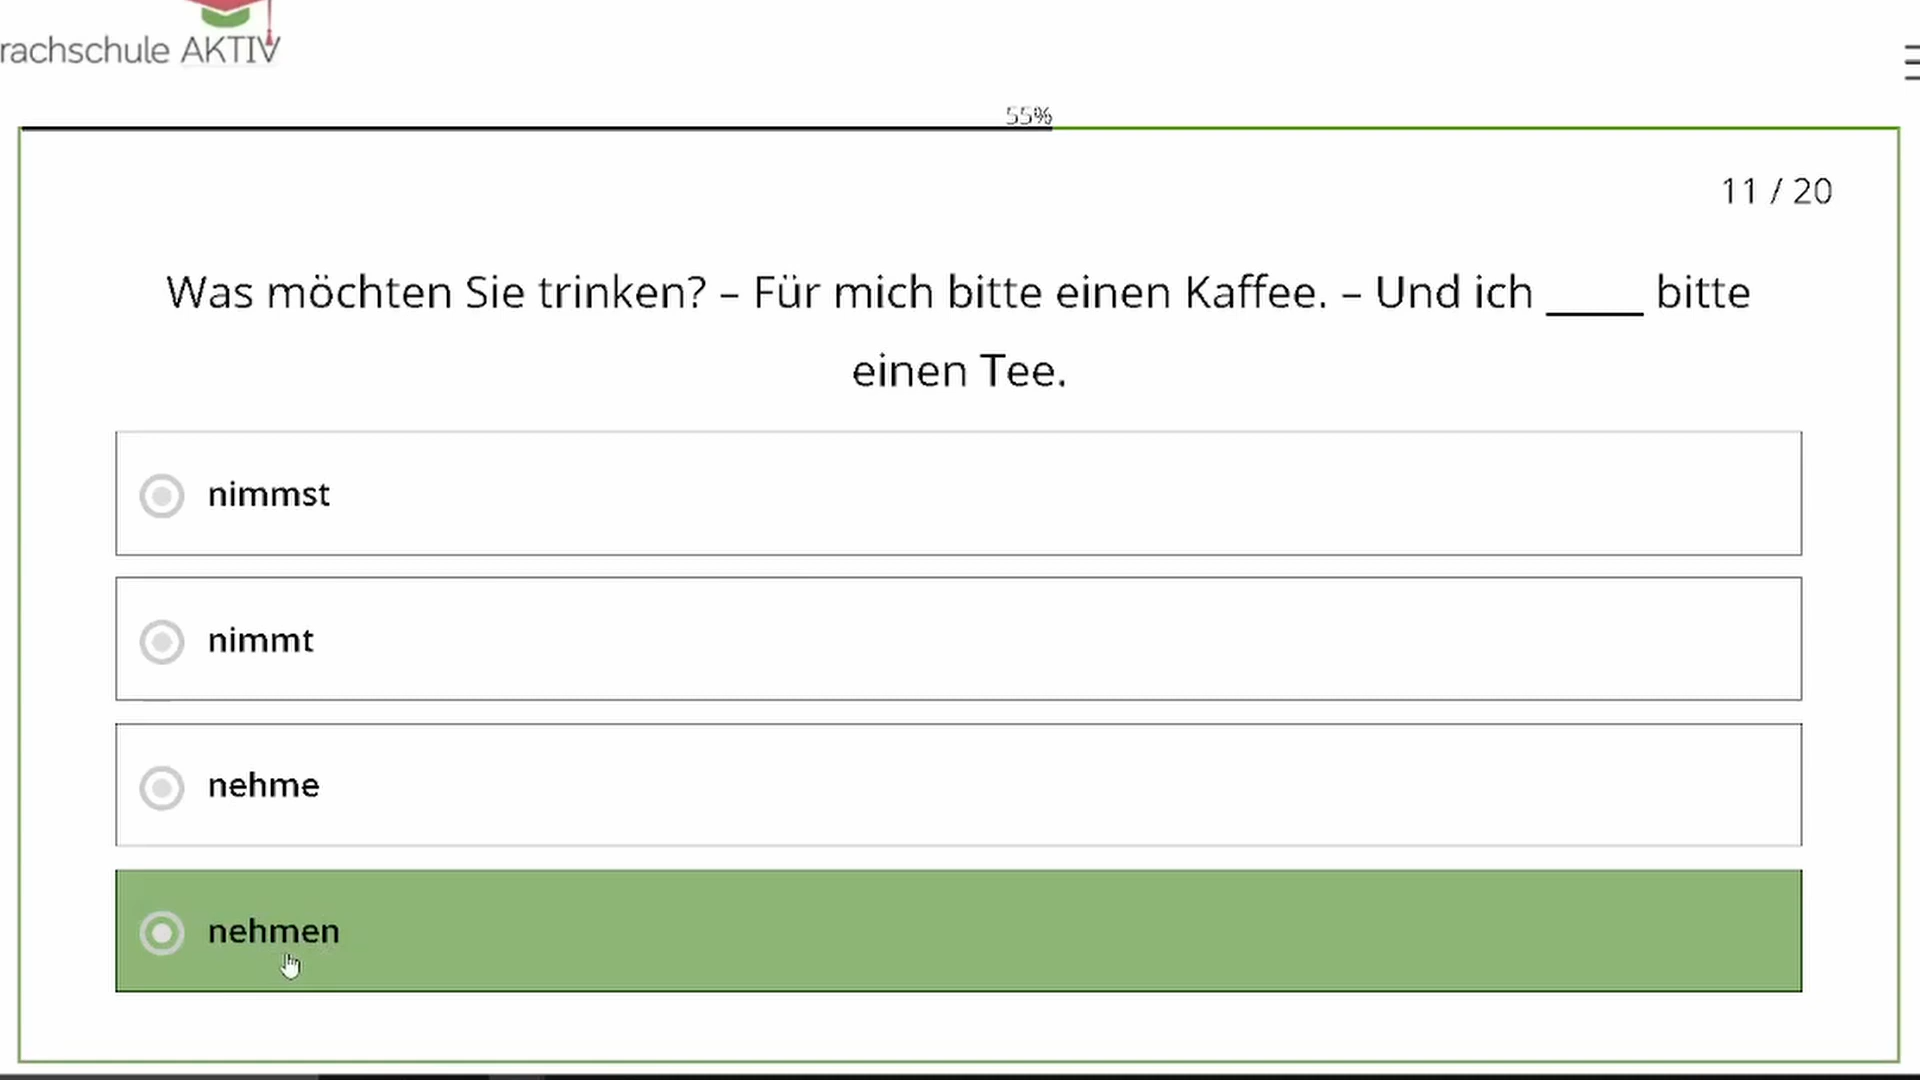 rachschule AKTIV
55%
11 / 20
Was möchten Sie trinken? – Für mich bitte einen Kaffee. – Und ich _____ bitte
einen Tee.
nimmst
nimmt
nehme
nehmen